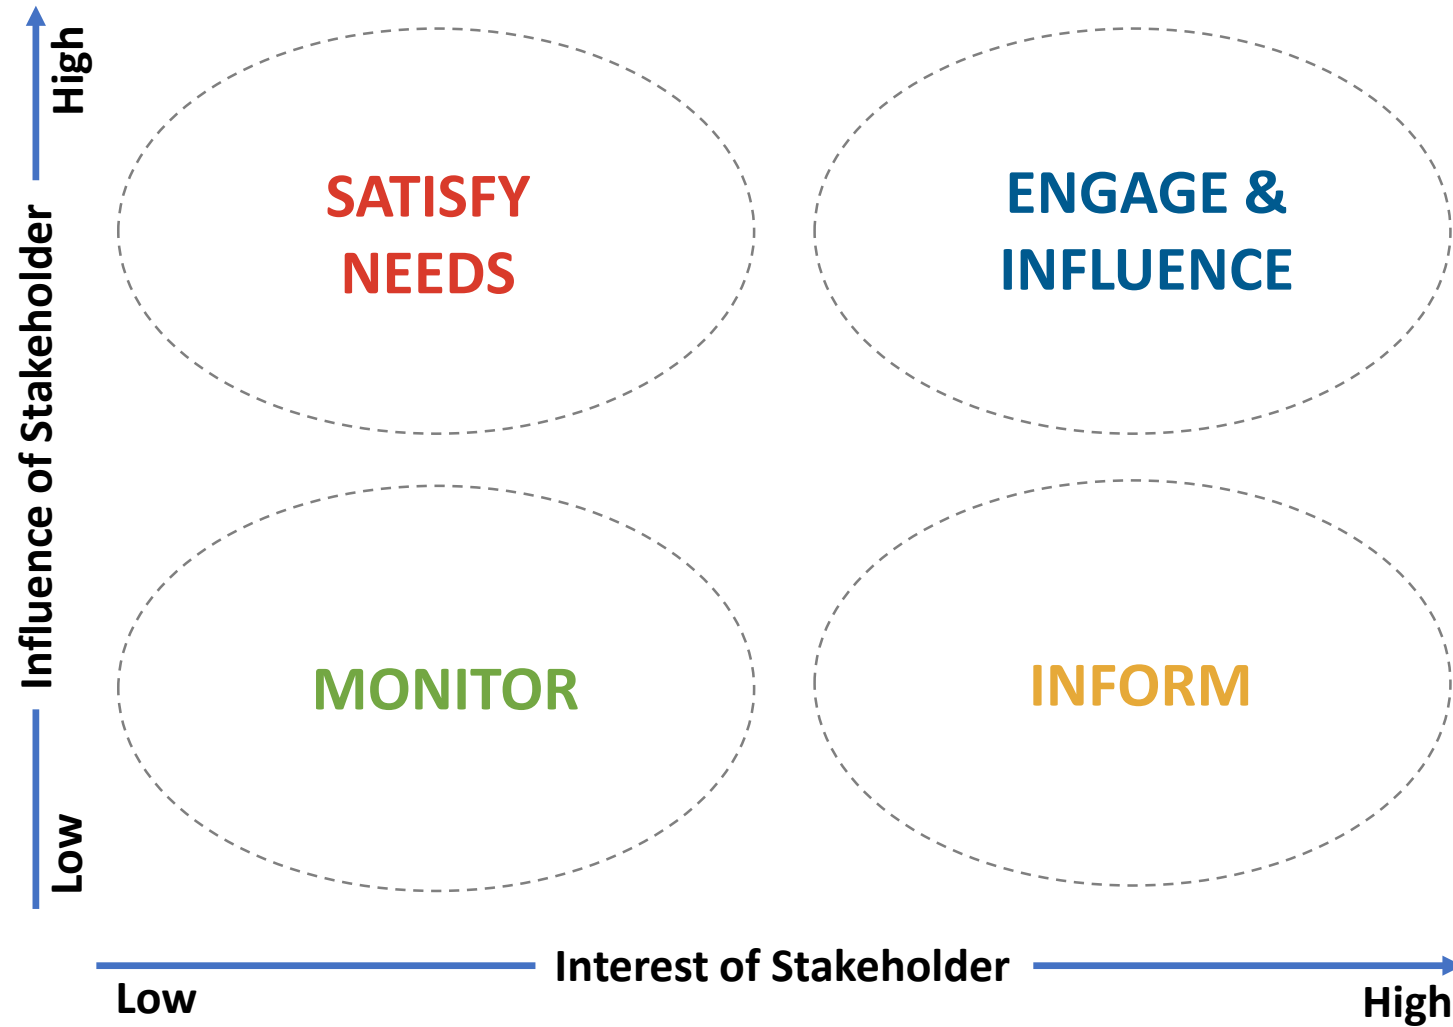 High
Influence of Stakeholder
Low
SATISFY
NEEDS
ENGAGE &
INFLUENCE
MONITOR
INFORM
Interest of Stakeholder
Low
High